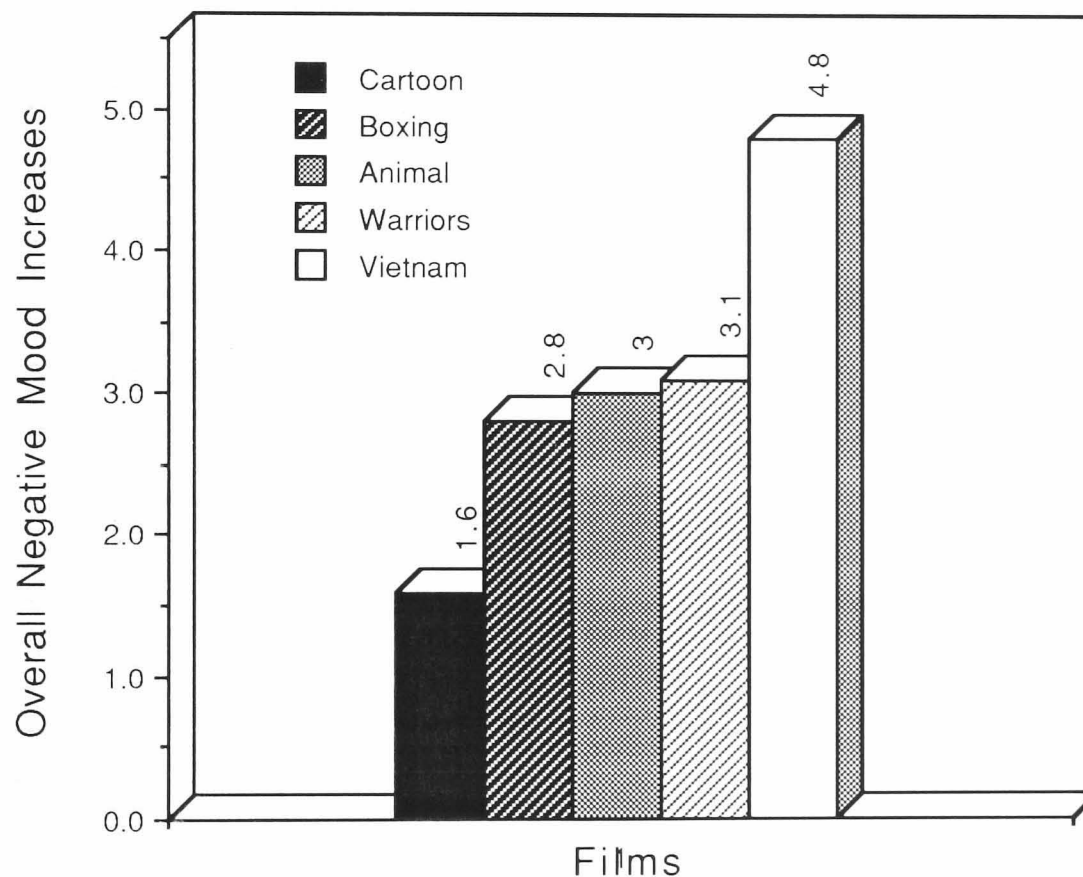 Overall Negative Mood Increases
5.0
4.0
3.0
2.0
1.0
0.0
Cartoon
Boxing
Animal
Warriors
Vietnam
1.6
2.8
3
3.1
4.8
Films